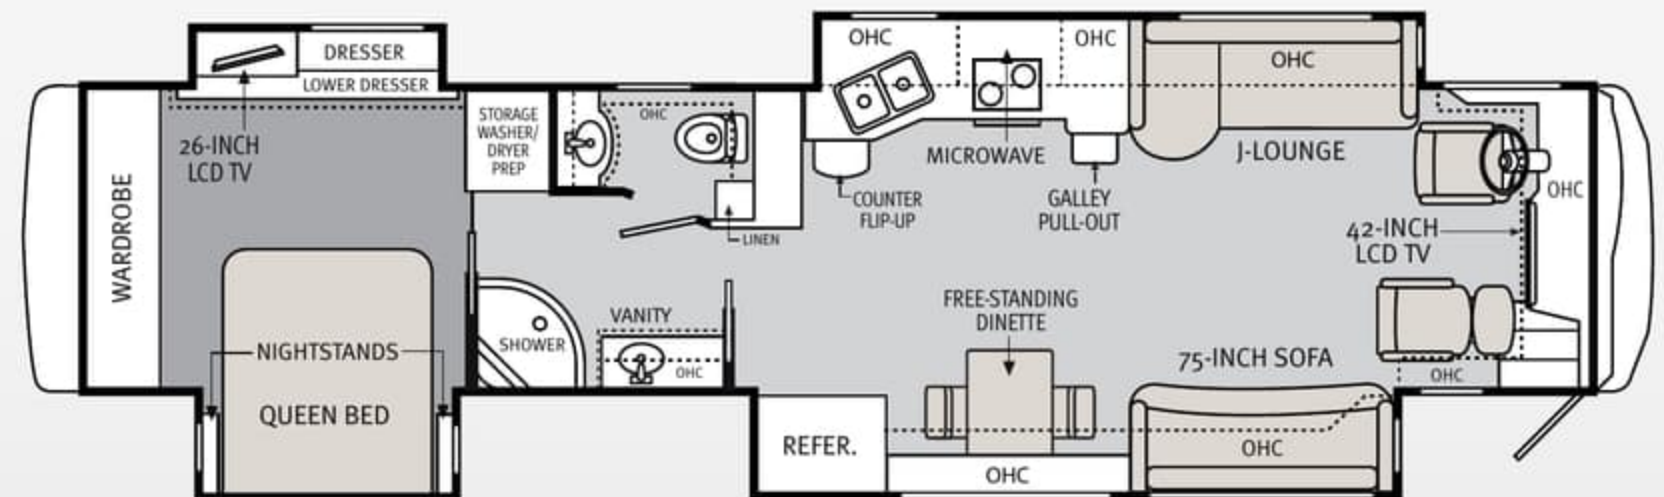 OHC
OHC
OHC
DRESSER
LOWER DRESSER
26-INCH
LCD TV
WARDROBE
STORAGE
WASHER/
DRYER
PREP
OHC
LINEN
COUNTER
FLIP-UP
MICROWAVE
GALLEY
PULL-OUT
J-LOUNGE
OHC
42-INCH
LCD TV
NIGHTSTANDS
QUEEN BED
SHOWER
VANITY
OHC
FREE-STANDING
DINETTE
75-INCH SOFA
OHC
REFER.
OHC
OHC